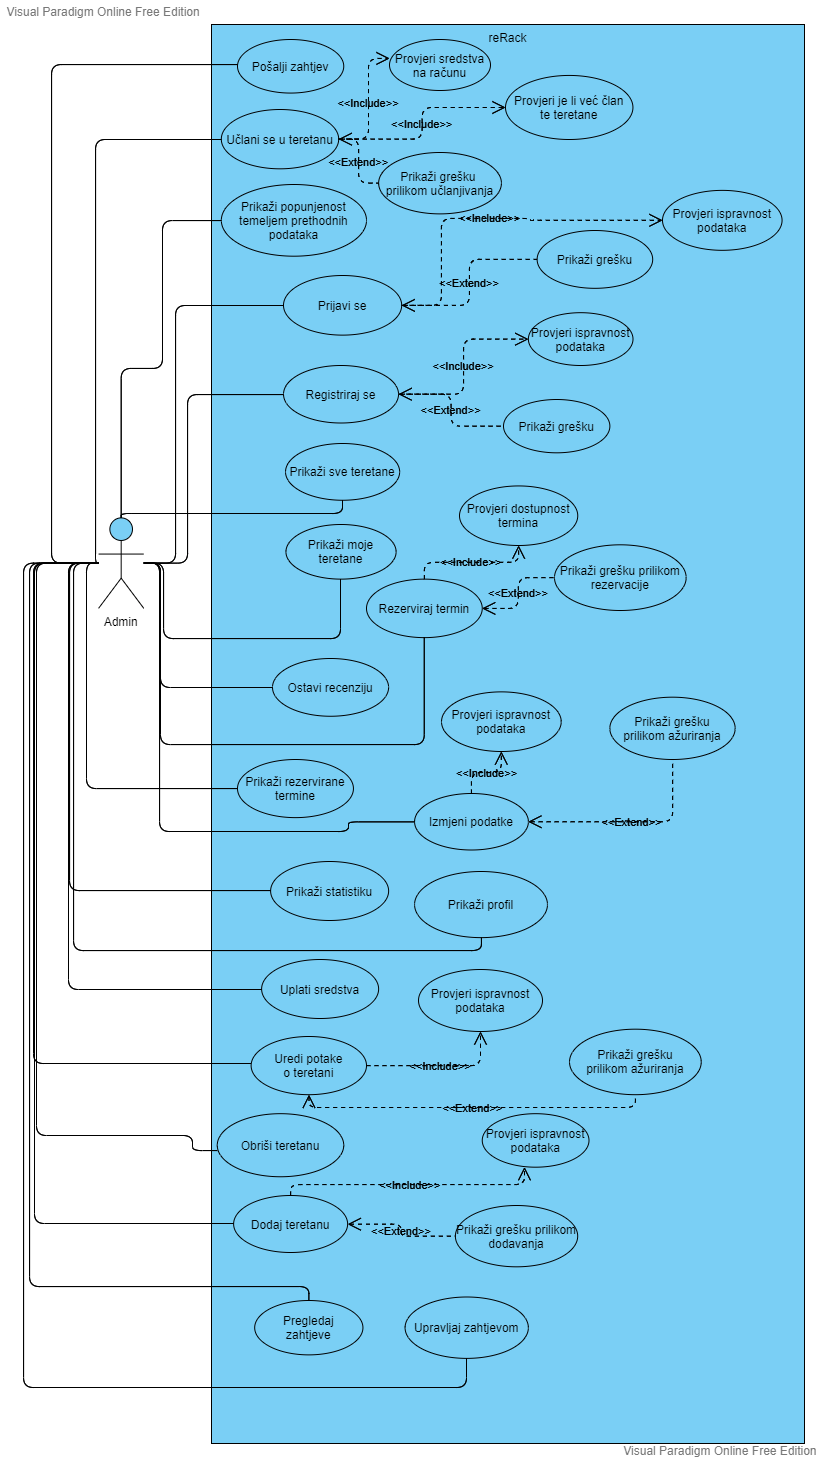 Visual Paradigm Online Free Edition
reRack
Pošalji zahtjev
Provjeri sredstva
na računu
<<Include>>
Provjeri je li već član
te teretane
<<Include>>
Učlani se u teretanu
<<Extend>>
Prikaži grešku
prilikom učlanjivanja
Prikaži popunjenost
temeljem prethodnih
podataka
<<Include>>
Provjeri ispravnost
podataka
Prikaži grešku
<<Extend>>
Prijavi se
Provjeri ispravnost
podataka
<<Include>>
Registriraj se
<<Extend>>
Prikaži grešku
Prikaži sve teretane
Provjeri dostupnost
termina
Prikaži moje
teretane
<<Include>>
Prikaži grešku prilikom
rezervacije
<<Extend>>
Rezerviraj termin
Admin
Ostavi recenziju
Provjeri ispravnost
podataka
Prikaži grešku
prilikom ažuriranja
<<Include>>
Prikaži rezervirane
termine
Izmjeni podatke
<<Extend>>
Prikaži statistiku
Prikaži profil
Uplati sredstva
Provjeri ispravnost
podataka
Uredi potake
o teretani
<<Include>>
Prikaži grešku
prilikom ažuriranja
<<Extend>>
Obriši teretanu
Provjeri ispravnost
podataka
<<Include>>
Dodaj teretanu
<<Extend>>
Prikaži grešku prilikom
dodavanja
Pregledaj
zahtjeve
Upravljaj zahtjevom
Visual Paradigm Online Free Edition